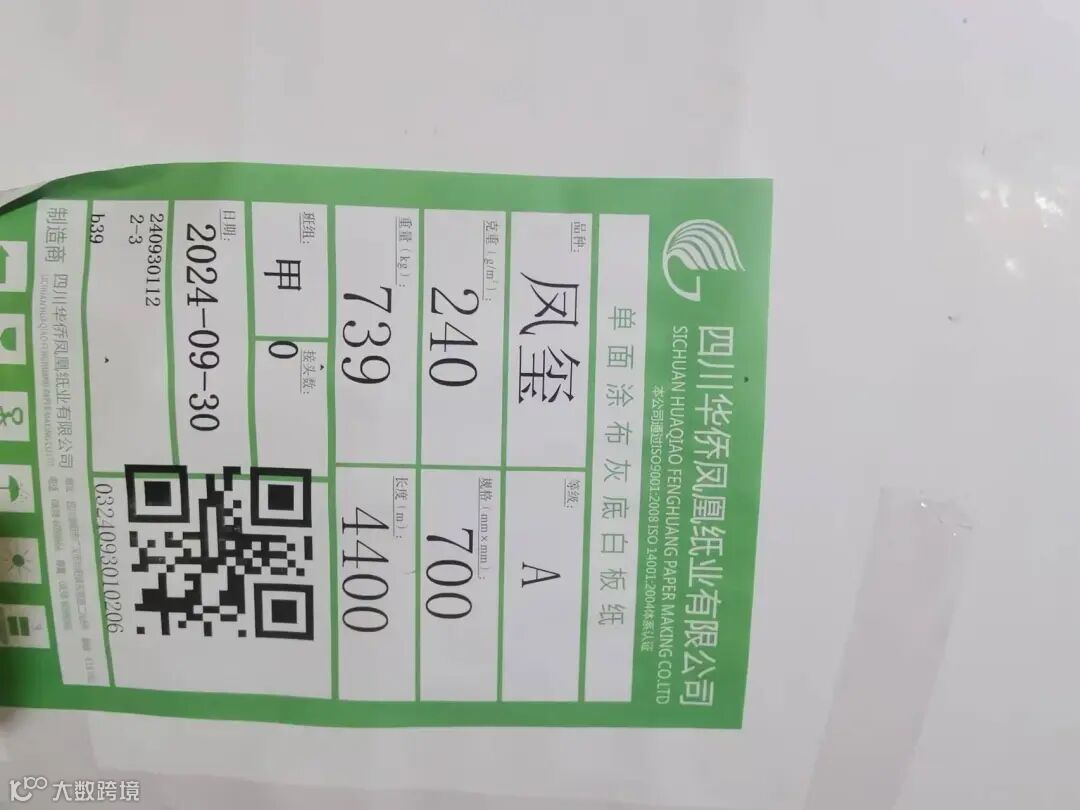 四川华侨凤凰纸业有限公司
SICHUAN HUAQIAO FENGHUANG PAPER MAKING CO.LTD
本公司通过ISO9001:2008 ISO 14001:2004体系认证
单面涂布灰底白板纸
品种: 凤玺
等级: A
克重(g/m²): 240
规格(mm×mm): 700
重量(kg): 739
长度(m): 4400
班组: 甲
接头数: 0
日期: 2024-09-30
240930112
2-3
b39
0324093010206
制造商 四川华侨凤凰纸业有限公司
大数跨境